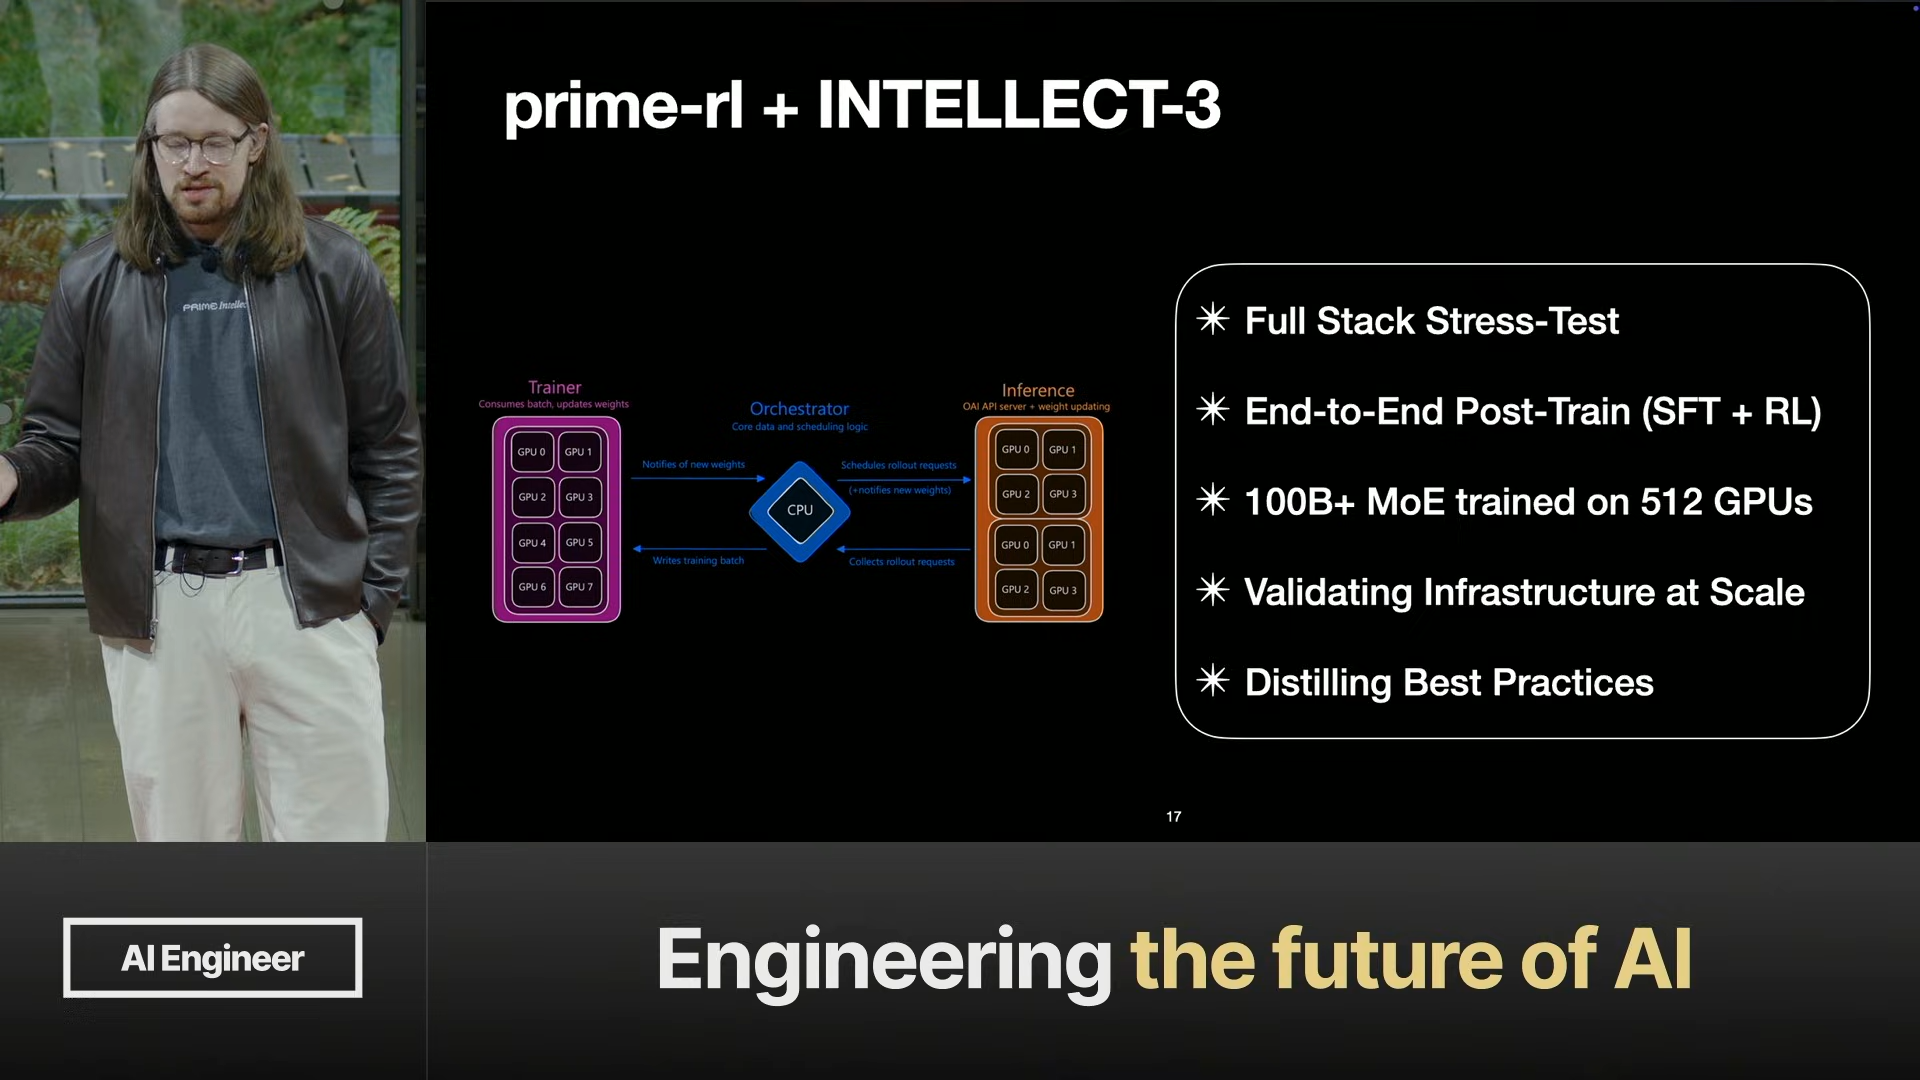 prime-rl + INTELLECT-3
PRIME Intellec
Trainer
Consumes batch, updates weights
GPU 0 GPU 1
GPU 2 GPU 3
GPU 4 GPU 5
GPU 6 GPU 7
Notifies of new weights
Writes training batch
Orchestrator
Core data and scheduling logic
CPU
Schedules rollout requests
(+notifies new weights)
Collects rollout requests
Inference
OAI API server + weight updating
GPU 0 GPU 1
GPU 2 GPU 3
GPU 0 GPU 1
GPU 2 GPU 3
Full Stack Stress-Test
End-to-End Post-Train (SFT + RL)
100B+ MoE trained on 512 GPUs
Validating Infrastructure at Scale
Distilling Best Practices
17
AI Engineer
Engineering the future of AI